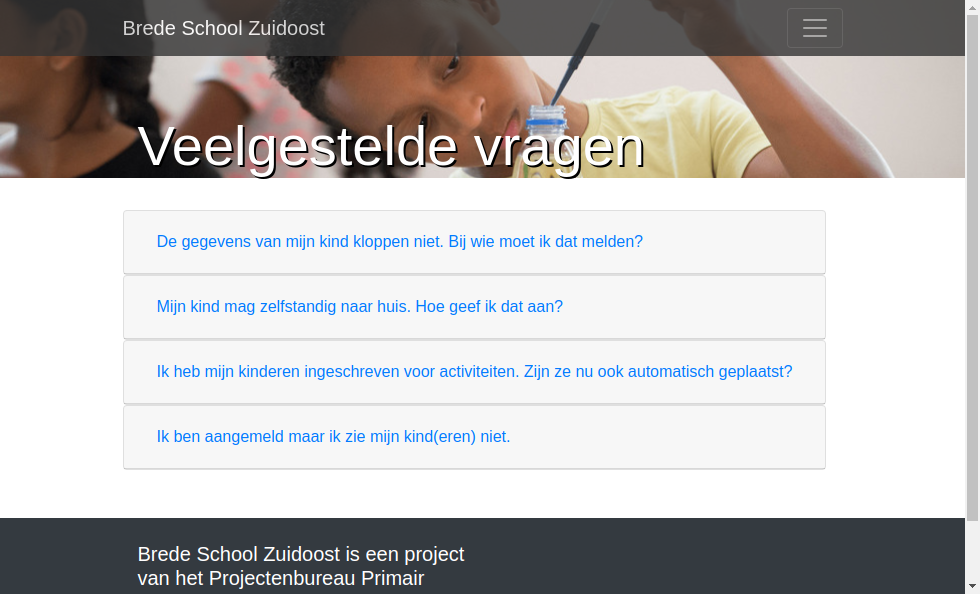 Brede School Zuidoost
Veelgestelde vragen
De gegevens van mijn kind kloppen niet. Bij wie moet ik dat melden?
Mijn kind mag zelfstandig naar huis. Hoe geef ik dat aan?
Ik heb mijn kinderen ingeschreven voor activiteiten. Zijn ze nu ook automatisch geplaatst?
Ik ben aangemeld maar ik zie mijn kind(eren) niet.
Brede School Zuidoost is een project
van het Projectenbureau Primair